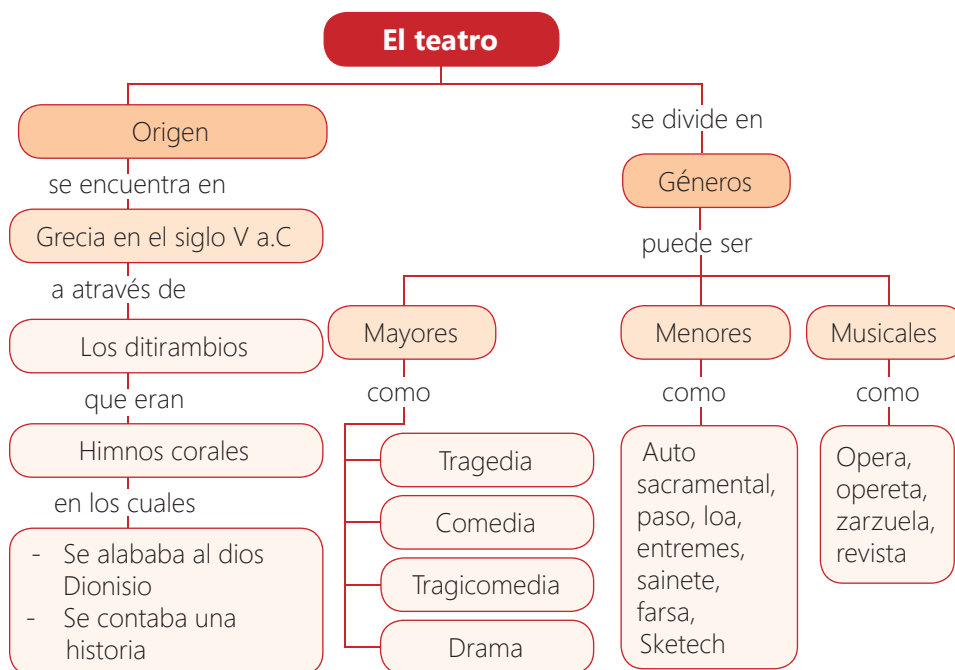 El teatro
Origen
se encuentra en
Grecia en el siglo V a.C
a através de
Los ditirambios
que eran
Himnos corales
en los cuales
- Se alababa al dios
Dionisio
- Se contaba una
historia
se divide en
Géneros
puede ser
Mayores
como
Tragedia
Comedia
Tragicomedia
Drama
Menores
como
Auto
sacramental,
paso, loa,
entremes,
sainete,
farsa,
Sketech
Musicales
como
Opera,
opereta,
zarzuela,
revista